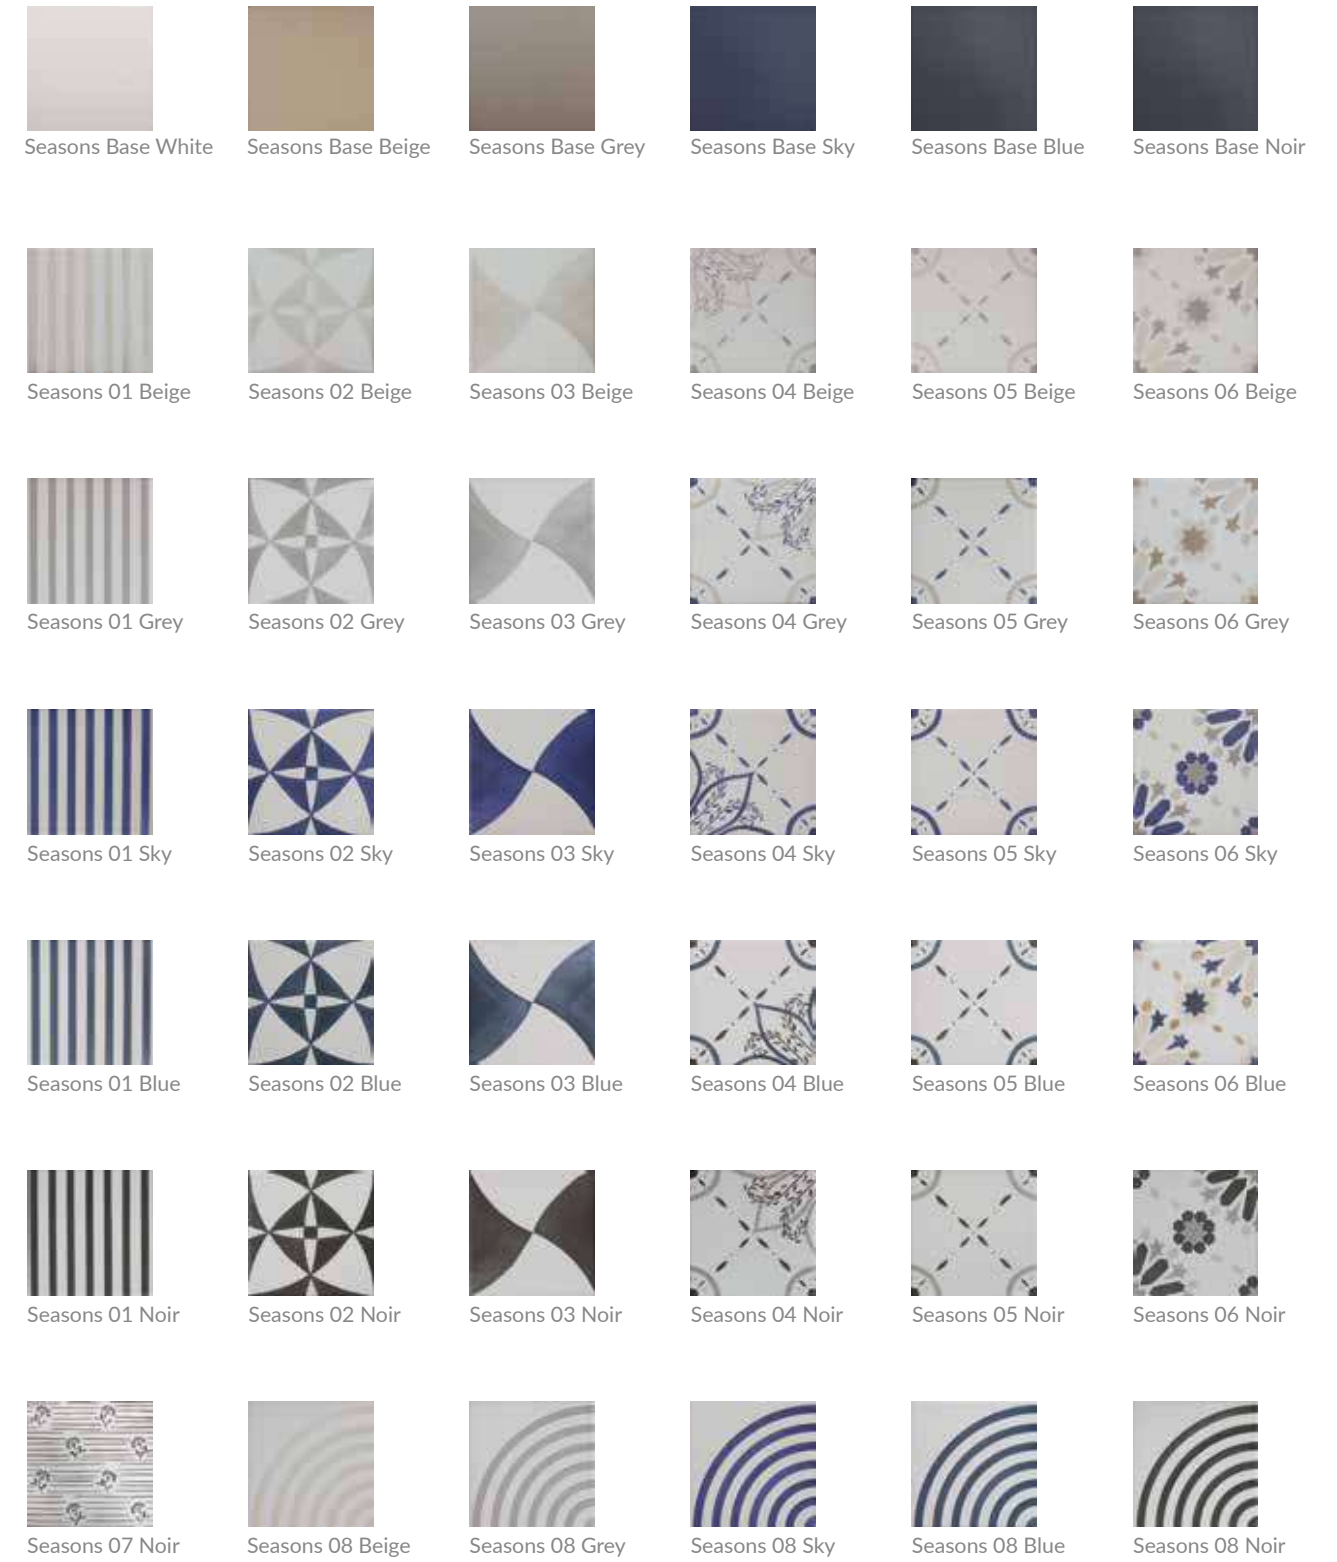 Seasons Base White Seasons Base Beige Seasons Base Grey Seasons Base Sky Seasons Base Blue Seasons Base Noir
Seasons 01 Beige Seasons 02 Beige Seasons 03 Beige Seasons 04 Beige Seasons 05 Beige Seasons 06 Beige
Seasons 01 Grey Seasons 02 Grey Seasons 03 Grey Seasons 04 Grey Seasons 05 Grey Seasons 06 Grey
Seasons 01 Sky Seasons 02 Sky Seasons 03 Sky Seasons 04 Sky Seasons 05 Sky Seasons 06 Sky
Seasons 01 Blue Seasons 02 Blue Seasons 03 Blue Seasons 04 Blue Seasons 05 Blue Seasons 06 Blue
Seasons 01 Noir Seasons 02 Noir Seasons 03 Noir Seasons 04 Noir Seasons 05 Noir Seasons 06 Noir
Seasons 07 Noir Seasons 08 Beige Seasons 08 Grey Seasons 08 Sky Seasons 08 Blue Seasons 08 Noir